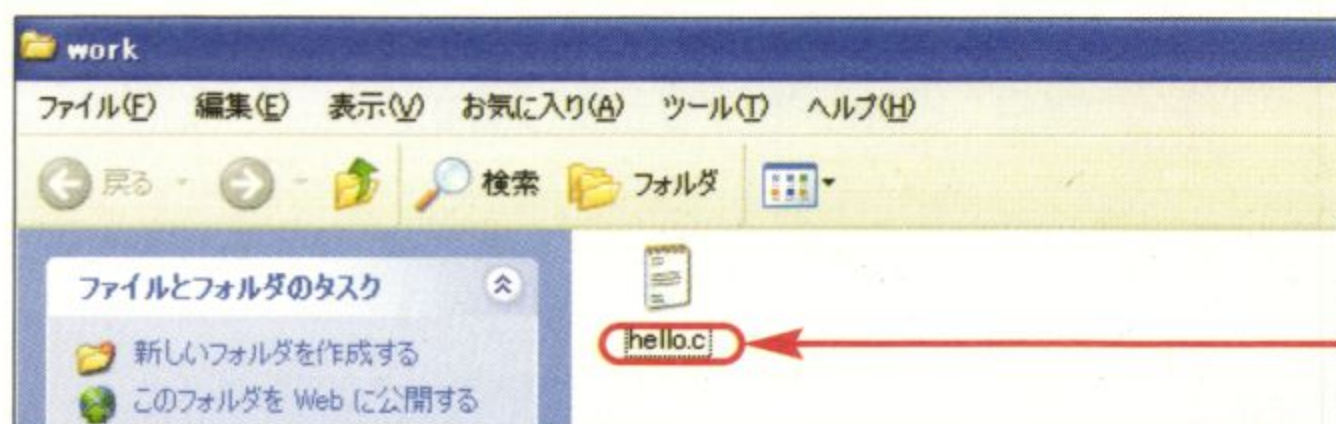 work
ファイル(F) 編集(E) 表示(V) お気に入り(A) ツール(T) ヘルプ(H)
戻る 検索 フォルダ
ファイルとフォルダのタスク
hello.c
新しいフォルダを作成する
このフォルダを Web に公開する